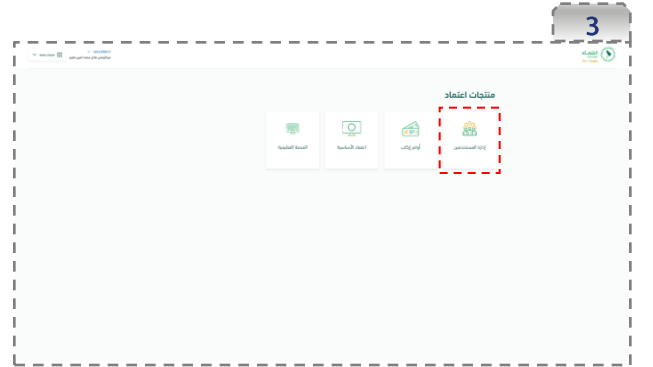 3
اعتماد
منتجات اعتماد
إدارة المستخدمين
أوامر إركاب
اعتماد الأساسية
المنصة التعليمية